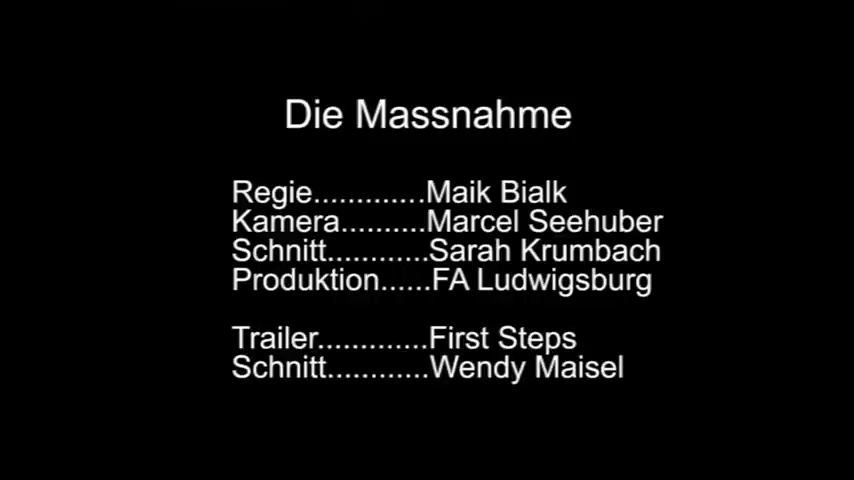 Die Massnahme
Regie.............Maik Bialk
Kamera..........Marcel Seehuber
Schnitt............Sarah Krumbach
Produktion......FA Ludwigsburg
Trailer.............First Steps
Schnitt............Wendy Maisel